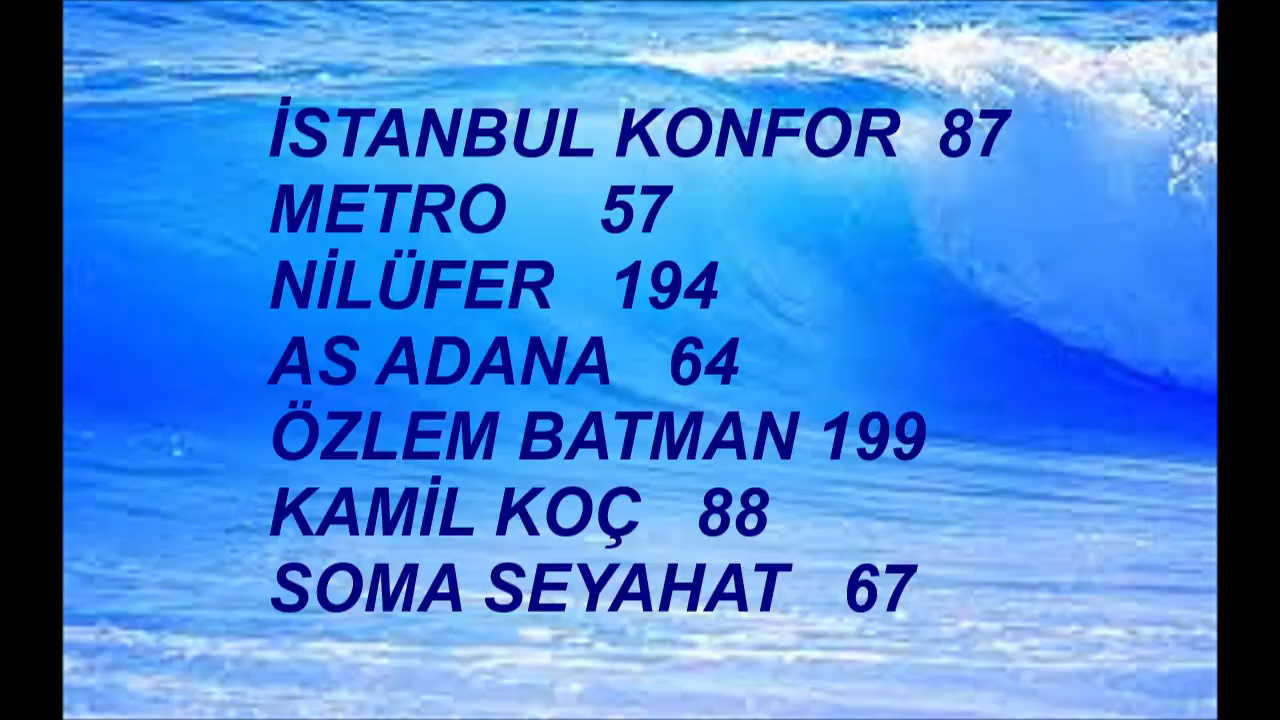 İSTANBUL KONFOR 87
METRO 57
NİLÜFER 194
AS ADANA 64
ÖZLEM BATMAN 199
KAMİL KOÇ 88
SOMA SEYAHAT 67